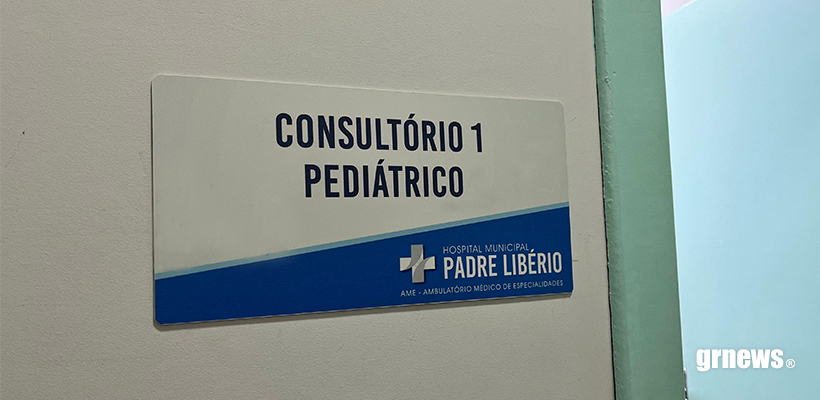 CONSULTÓRIO 1
PEDIÁTRICO
HOSPITAL MUNICIPAL
PADRE LIBÉRIO
AME - AMBULATÓRIO MÉDICO DE ESPECIALIDADES
grnews®